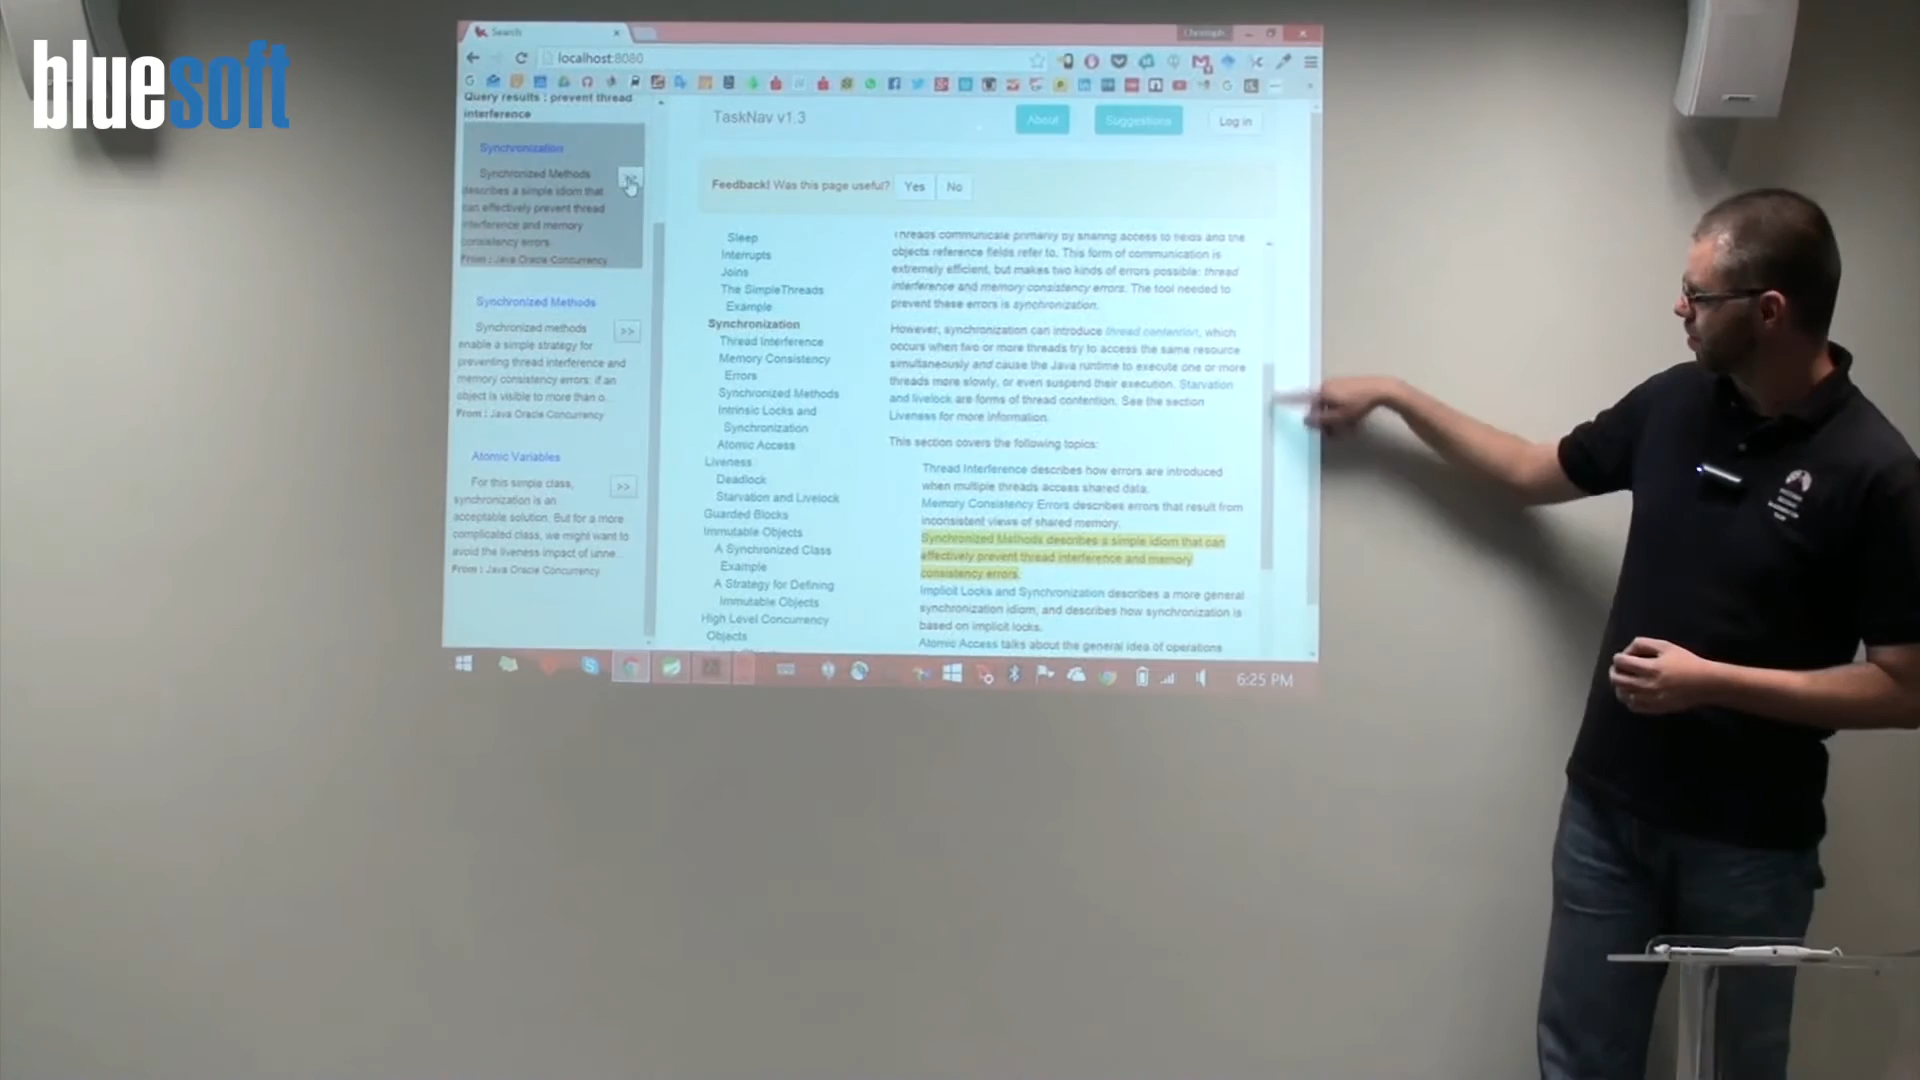 bluesoft
Search
Christoph
localhost:8080
Query results : prevent thread
interference
Synchronization
Synchronized Methods
describes a simple idiom that
can effectively prevent thread
interference and memory
consistency errors.
From : Java Oracle Concurrency
Synchronized Methods
Synchronized methods
>>
enable a simple strategy for
preventing thread interference and
memory consistency errors: if an
object is visible to more than o...
From : Java Oracle Concurrency
Atomic Variables
For this simple class,
>>
synchronization is an
acceptable solution. But for a more
complicated class, we might want to
avoid the liveness impact of unne...
From : Java Oracle Concurrency
TaskNav v1.3
About
Suggestions
Log in
Feedback! Was this page useful?
Yes
No
Sleep
Interrupts
Joins
The SimpleThreads
Example
Synchronization
Thread Interference
Memory Consistency
Errors
Synchronized Methods
Intrinsic Locks and
Synchronization
Atomic Access
Liveness
Deadlock
Starvation and Livelock
Guarded Blocks
Immutable Objects
A Synchronized Class
Example
A Strategy for Defining
Immutable Objects
High Level Concurrency
Objects
Threads communicate primarily by sharing access to fields and the
objects reference fields refer to. This form of communication is
extremely efficient, but makes two kinds of errors possible: thread
interference and memory consistency errors. The tool needed to
prevent these errors is synchronization.
However, synchronization can introduce thread contention, which
occurs when two or more threads try to access the same resource
simultaneously and cause the Java runtime to execute one or more
threads more slowly, or even suspend their execution. Starvation
and livelock are forms of thread contention. See the section
Liveness for more information.
This section covers the following topics:
Thread Interference describes how errors are introduced
when multiple threads access shared data.
Memory Consistency Errors describes errors that result from
inconsistent views of shared memory.
Synchronized Methods describes a simple idiom that can
effectively prevent thread interference and memory
consistency errors.
Implicit Locks and Synchronization describes a more general
synchronization idiom, and describes how synchronization is
based on implicit locks.
Atomic Access talks about the general idea of operations
6:25 PM